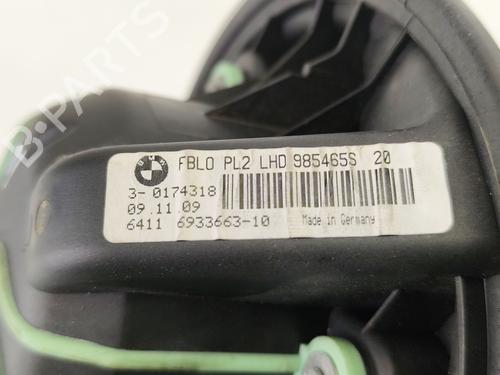 B-PARTS
BMW
FBLO PL2 LHD 985465S 20
3- 0174318
09.11.09
6411 6933663-10 Made in Germany